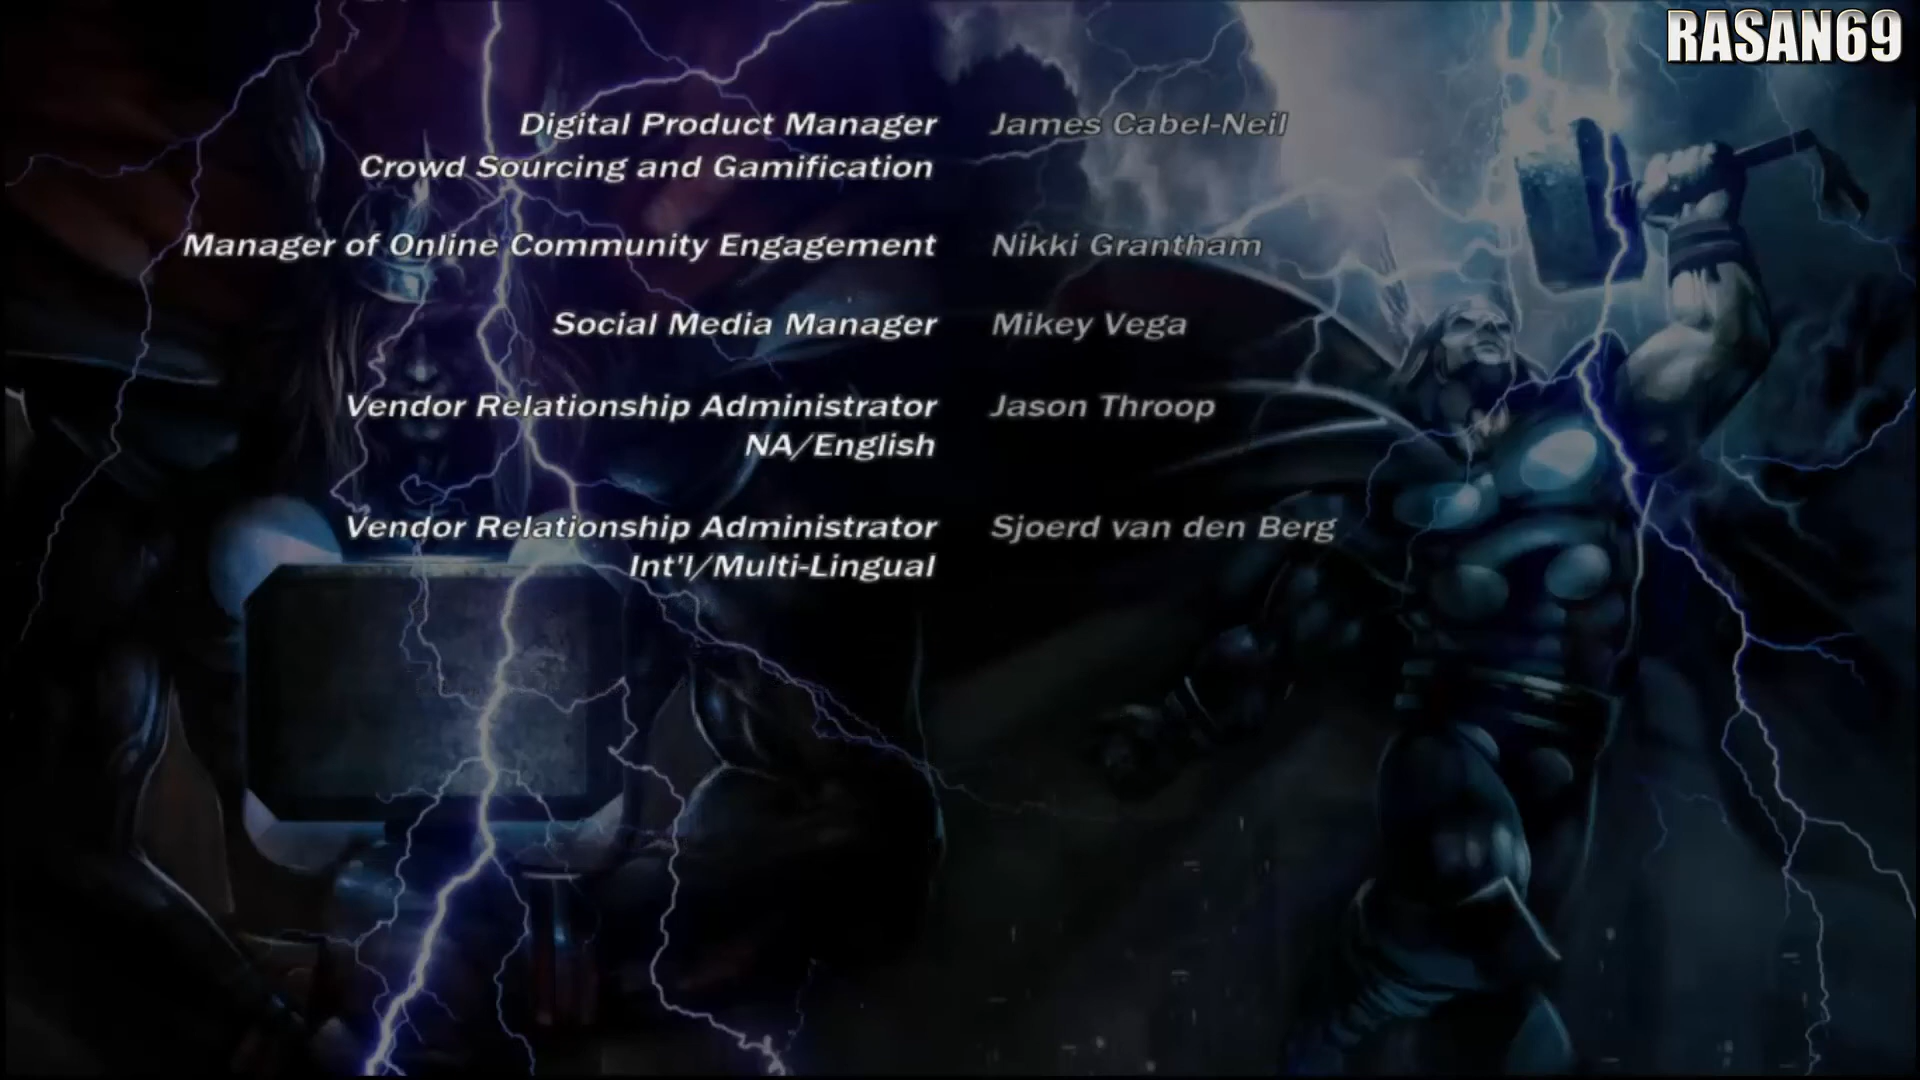 RASAN69
Digital Product Manager James Cabel-Neil
Crowd Sourcing and Gamification
Manager of Online Community Engagement Nikki Grantham
Social Media Manager Mikey Vega
Vendor Relationship Administrator Jason Throop
NA/English
Vendor Relationship Administrator Sjoerd van den Berg
Int'l/Multi-Lingual